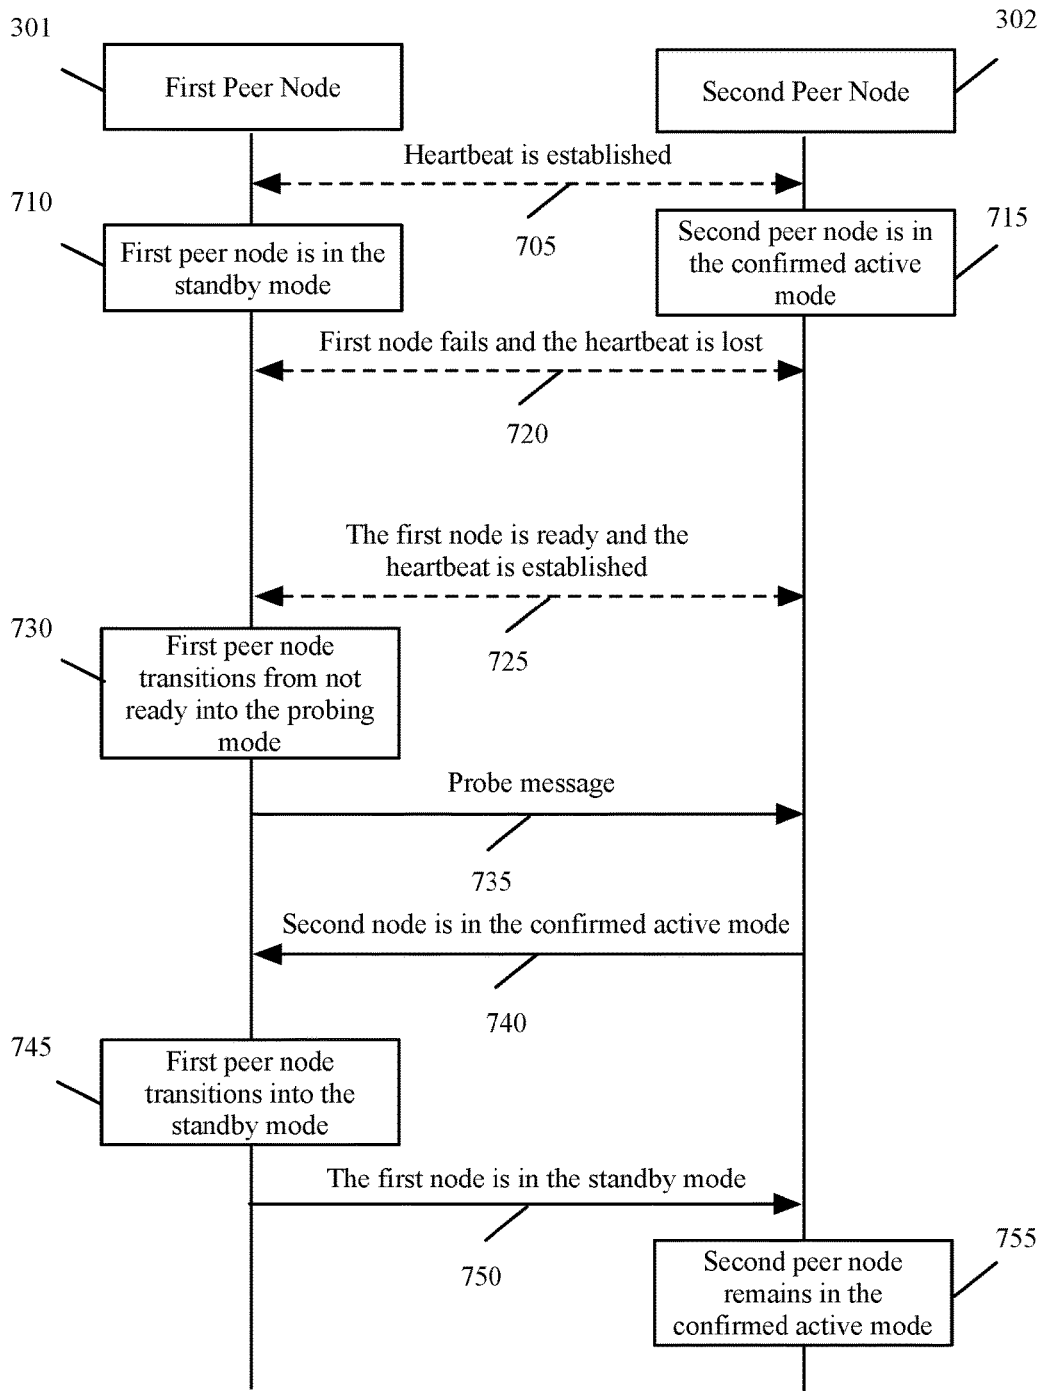 301
302
First Peer Node
Second Peer Node
Heartbeat is established
705
710
First peer node is in the
standby mode
715
Second peer node is in
the confirmed active
mode
First node fails and the heartbeat is lost
720
The first node is ready and the
heartbeat is established
725
730
First peer node
transitions from not
ready into the probing
mode
Probe message
735
Second node is in the confirmed active mode
740
745
First peer node
transitions into the
standby mode
The first node is in the standby mode
750
755
Second peer node
remains in the
confirmed active mode